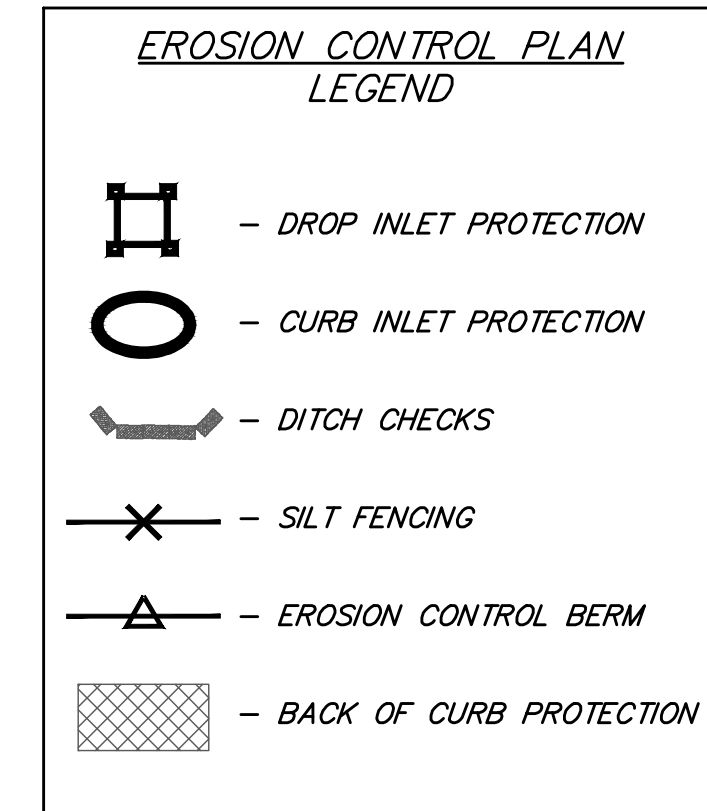 EROSION CONTROL PLAN
LEGEND
- DROP INLET PROTECTION
- CURB INLET PROTECTION
- DITCH CHECKS
- SILT FENCING
- EROSION CONTROL BERM
- BACK OF CURB PROTECTION